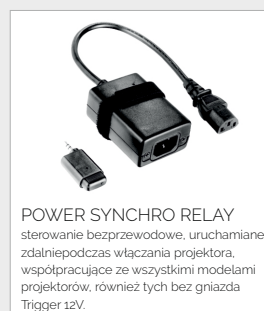 POWER SYNCHRO RELAY
sterowanie bezprzewodowe, uruchamiane
zdalniepodczas włączania projektora,
współpracujące ze wszystkimi modelami
projektorów, również tych bez gniazda
Trigger 12V.